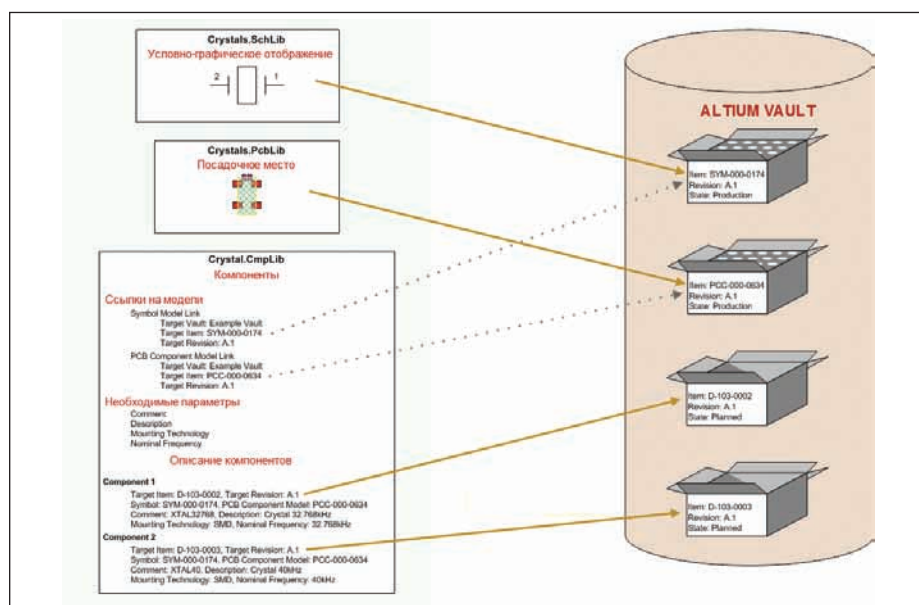 Crystals.SchLib
Условно-графическое отображение
2
1
Crystals.PcbLib
Посадочное место
Crystal.CmpLib
Компоненты
Ссылки на модели
Symbol Model Link
Target Vault: Example Vault
Target Item: SYM-000-0174
Target Revision: A.1
PCB Component Model Link
Target Vault: Example Vault
Target Item: PCC-000-0634
Target Revision: A.1
Необходимые параметры
Comment
Description
Mounting Technology
Nominal Frequency
Описание компонентов
Component 1
Target Item: D-103-0002, Target Revision: A.1
Symbol: SYM-000-0174, PCB Component Model: PCC-000-0634
Comment: XTAL32768, Description: Crystal 32.768kHz
Mounting Technology: SMD, Nominal Frequency: 32.768kHz
Component 2
Target Item: D-103-0003, Target Revision: A.1
Symbol: SYM-000-0174, PCB Component Model: PCC-000-0634
Comment: XTAL40, Description: Crystal 40kHz
Mounting Technology: SMD, Nominal Frequency: 40kHz
ALTIUM VAULT
Item: SYM-000-0174
Revision: A.1
State: Production
Item: PCC-000-0634
Revision: A.1
State: Production
Item: D-103-0002
Revision: A.1
State: Planned
Item: D-103-0003
Revision: A.1
State: Planned